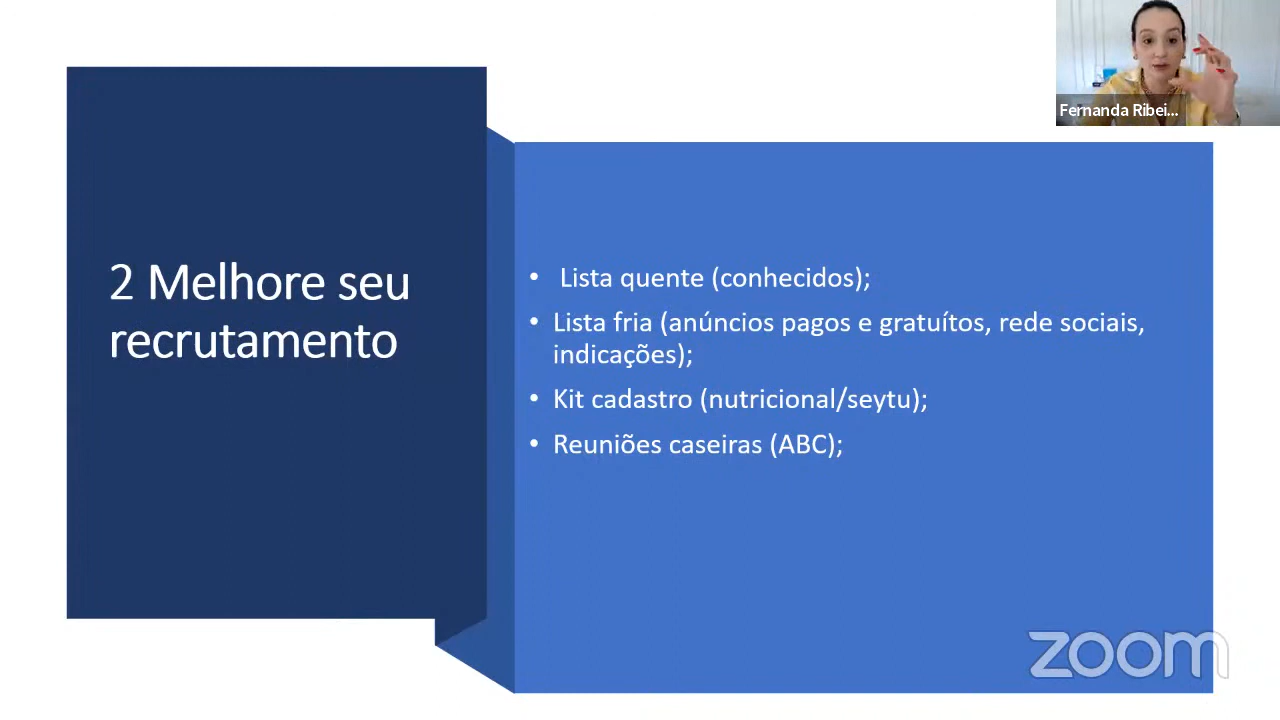 Fernanda Ribei...
2 Melhore seu
recrutamento
• Lista quente (conhecidos);
• Lista fria (anúncios pagos e gratuítos, rede sociais,
indicações);
• Kit cadastro (nutricional/seytu);
• Reuniões caseiras (ABC);
zoom